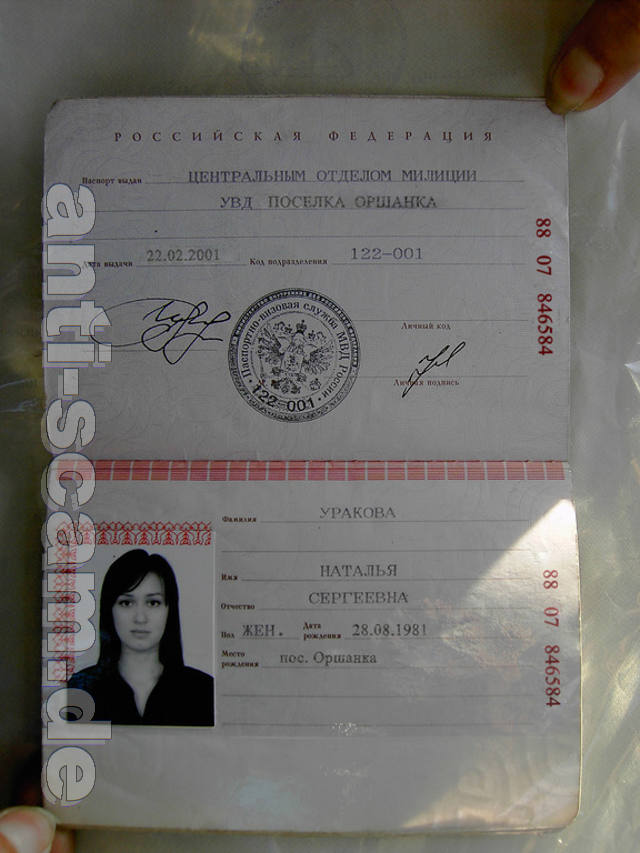 РОССИЙСКАЯ ФЕДЕРАЦИЯ
Паспорт выдан ЦЕНТРАЛЬНЫМ ОТДЕЛОМ МИЛИЦИИ
УВД ПОСЕЛКА ОРШАНКА
Дата выдачи 22.02.2001 Код подразделения 122-001
88 07 846584
Паспортно-визовая служба МВД России
122-001
Личный код
Личная подпись
Фамилия УРАКОВА
Имя НАТАЛЬЯ
Отчество СЕРГЕЕВНА
Пол ЖЕН. Дата рождения 28.08.1981
Место рождения пос. Оршанка
88 07 846584
anti-scamde